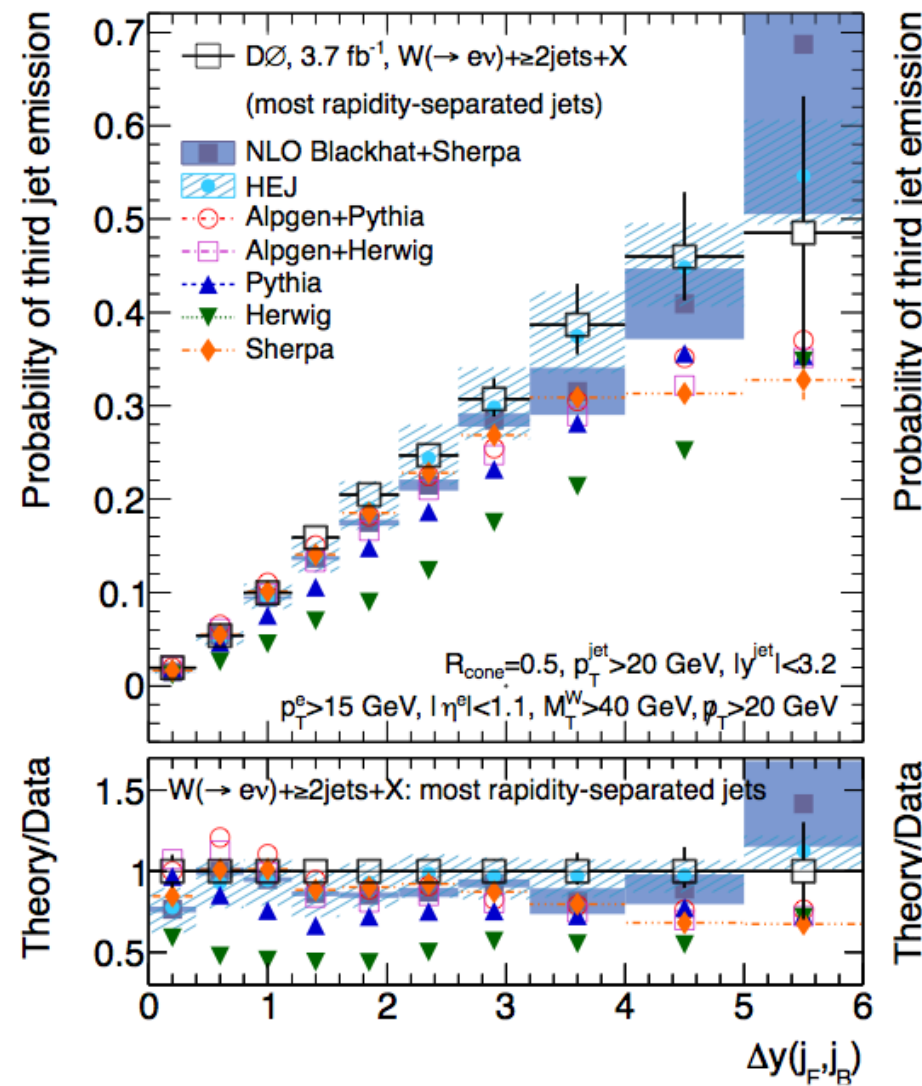 Probability of third jet emission
0.7
0.6
0.5
0.4
0.3
0.2
0.1
0
DØ, 3.7 fb⁻¹, W(→ eν)+≥2jets+X
(most rapidity-separated jets)
NLO Blackhat+Sherpa
HEJ
Alpgen+Pythia
Alpgen+Herwig
Pythia
Herwig
Sherpa
R_cone=0.5, p_T^jet>20 GeV, |y^jet|<3.2
p_T^e>15 GeV, |η^e|<1.1, M_T^W>40 GeV, p̸_T>20 GeV
Probability of third jet emission
Theory/Data
1.5
1
0.5
W(→ eν)+≥2jets+X: most rapidity-separated jets
Theory/Data
0 1 2 3 4 5 6
Δy(j_F,j_B)